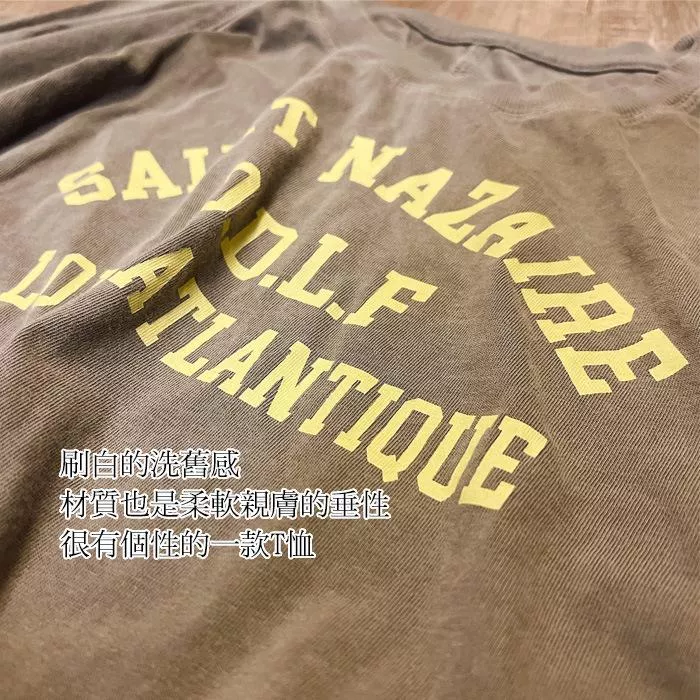 SAINT NAZAIRE
O.L.F
ATLANTIQUE
刷白的洗舊感
材質也是柔軟親膚的垂性
很有個性的一款T恤